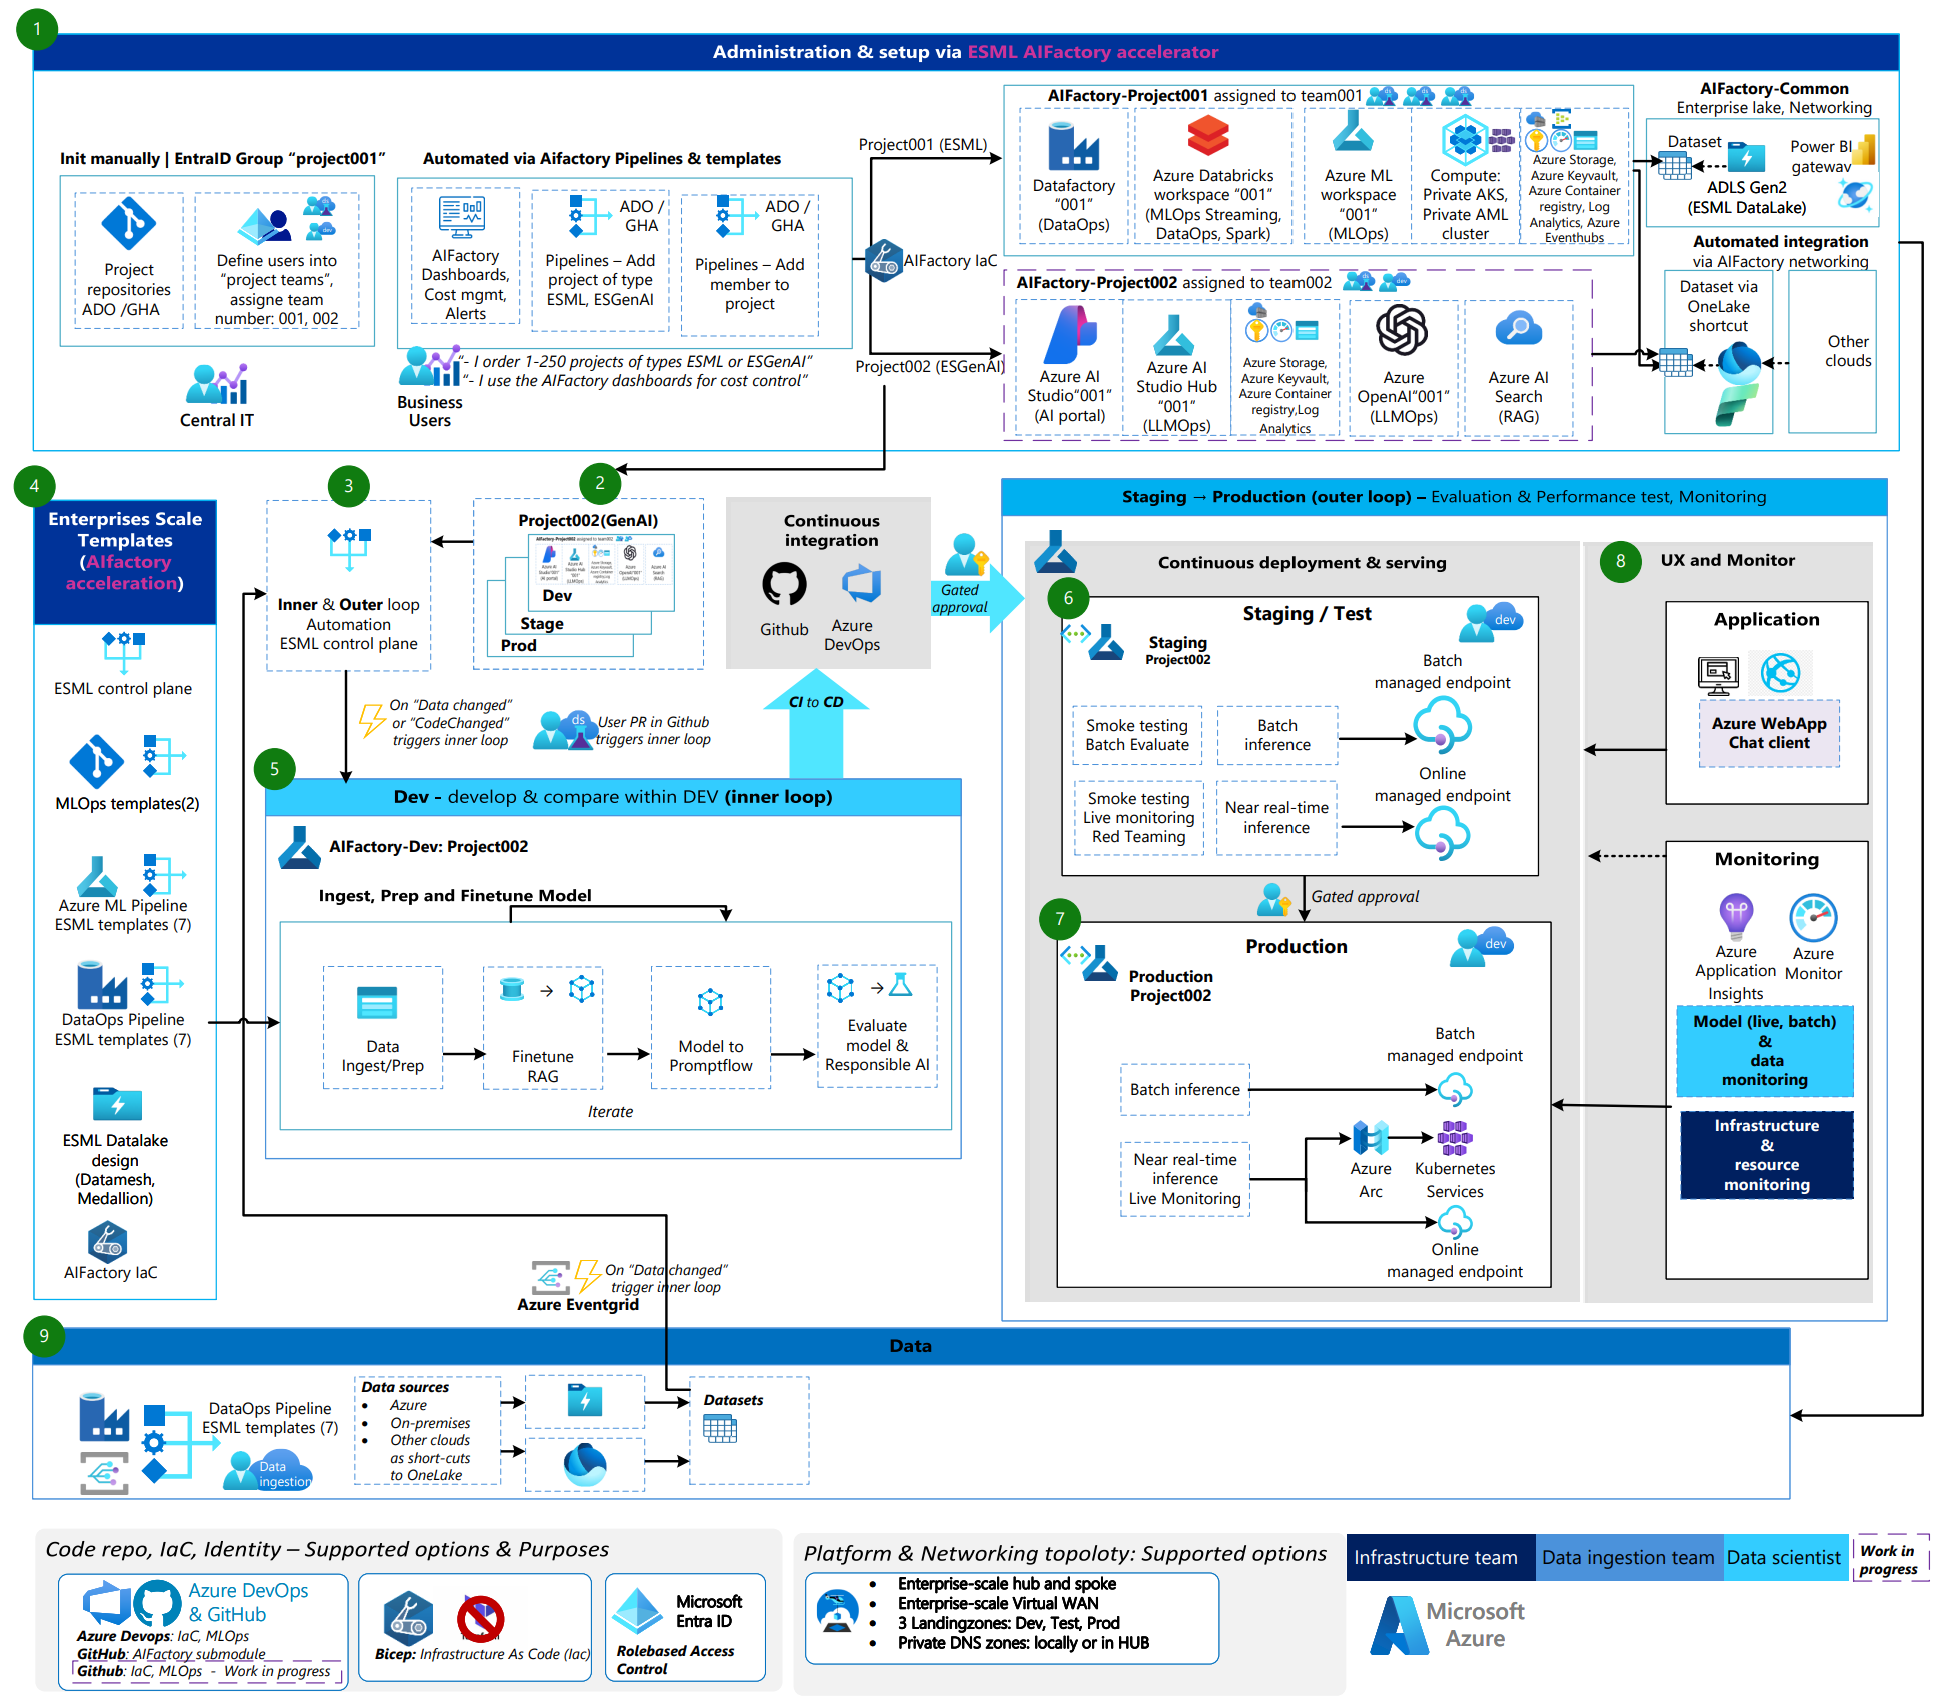 1
Administration & setup via ESML AIFactory accelerator
Init manually | EntraID Group “project001”
Project
repositories
ADO /GHA
Define users into
“project teams”,
assigne team
number: 001, 002
dev
Central IT
Automated via Aifactory Pipelines & templates
AIFactory
Dashboards,
Cost mgmt,
Alerts
ADO /
GHA
Pipelines – Add
project of type
ESML, ESGenAI
ADO /
GHA
Pipelines – Add
member to
project
Business
Users
“- I order 1-250 projects of types ESML or ESGenAI”
“- I use the AIFactory dashboards for cost control”
Project001 (ESML)
AIFactory IaC
Project002 (ESGenAI)
AIFactory-Project001 assigned to team001
Datafactory
“001”
(DataOps)
Azure Databricks
workspace “001”
(MLOps Streaming,
DataOps, Spark)
Azure ML
workspace
“001”
(MLOps)
Compute:
Private AKS,
Private AML
cluster
Azure Storage,
Azure Keyvault,
Azure Container
registry, Log
Analytics, Azure
Eventhubs
AIFactory-Project002 assigned to team002
Azure AI
Studio“001”
(AI portal)
Azure AI
Studio Hub
“001”
(LLMOps)
Azure Storage,
Azure Keyvault,
Azure Container
registry,Log
Analytics
Azure
OpenAI“001”
(LLMOps)
Azure AI
Search
(RAG)
AIFactory-Common
Enterprise lake, Networking
Dataset
Power BI
gateway
ADLS Gen2
(ESML DataLake)
Automated integration
via AIFactory networking
Dataset via
OneLake
shortcut
Other
clouds
4
Enterprises Scale
Templates
(AIfactory
acceleration)
ESML control plane
MLOps templates(2)
Azure ML Pipeline
ESML templates (7)
DataOps Pipeline
ESML templates (7)
ESML Datalake
design
(Datamesh,
Medallion)
AIFactory IaC
3
Inner & Outer loop
Automation
ESML control plane
2
Project002(GenAI)
AIFactory-Project002 assigned to team002
Dev
Stage
Prod
Continuous
integration
Github
Azure
DevOps
Gated
approval
CI to CD
On “Data changed”
or “CodeChanged”
triggers inner loop
ds
User PR in Github
triggers inner loop
5
Dev - develop & compare within DEV (inner loop)
AIFactory-Dev: Project002
Ingest, Prep and Finetune Model
Data
Ingest/Prep
Finetune
RAG
Model to
Promptflow
Evaluate
model &
Responsible AI
Iterate
Staging → Production (outer loop) – Evaluation & Performance test, Monitoring
Continuous deployment & serving
6
Staging / Test
dev
Staging
Project002
Batch
managed endpoint
Smoke testing
Batch Evaluate
Batch
inference
Online
managed endpoint
Smoke testing
Live monitoring
Red Teaming
Near real-time
inference
Gated approval
7
Production
dev
Production
Project002
Batch
managed endpoint
Batch inference
Near real-time
inference
Live Monitoring
Azure
Arc
Kubernetes
Services
Online
managed endpoint
8
UX and Monitor
Application
Azure WebApp
Chat client
Monitoring
Azure
Application
Insights
Azure
Monitor
Model (live, batch)
&
data
monitoring
Infrastructure
&
resource
monitoring
On “Data changed”
trigger inner loop
Azure Eventgrid
9
Data
DataOps Pipeline
ESML templates (7)
Data
ingestion
Data sources
• Azure
• On-premises
• Other clouds
as short-cuts
to OneLake
Datasets
Code repo, IaC, Identity – Supported options & Purposes
Azure DevOps
& GitHub
Azure Devops: IaC, MLOps
GitHub: AIFactory submodule
Github: IaC, MLOps - Work in progress
Bicep: Infrastructure As Code (Iac)
Microsoft
Entra ID
Rolebased Access
Control
Platform & Networking topoloty: Supported options
• Enterprise-scale hub and spoke
• Enterprise-scale Virtual WAN
• 3 Landingzones: Dev, Test, Prod
• Private DNS zones: locally or in HUB
Infrastructure team
Data ingestion team
Data scientist
Work in
progress
Microsoft
Azure